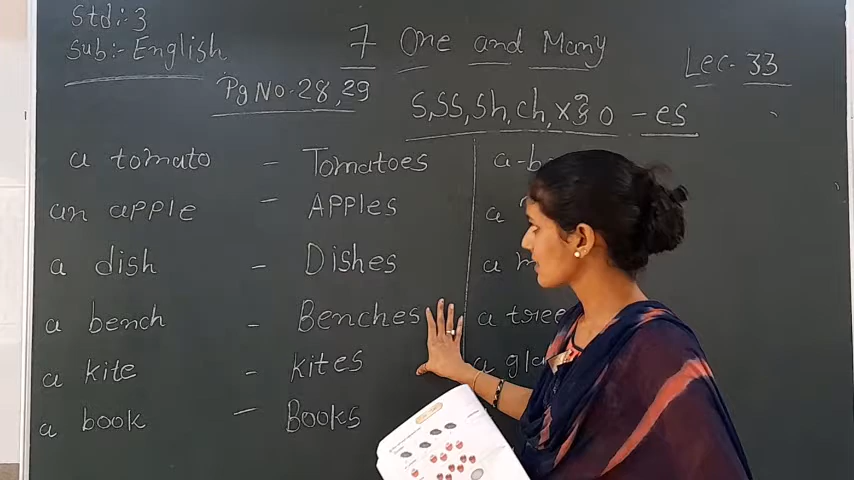 Std:- 3
Sub:- English
7 One and Many
Lec- 33
Pg No- 28, 29
S, SS, Sh, ch, x & o - es
a tomato - Tomatoes
an apple - Apples
a dish - Dishes
a bench - Benches
a kite - kites
a book - Books
a - b
a
a
a tree
a